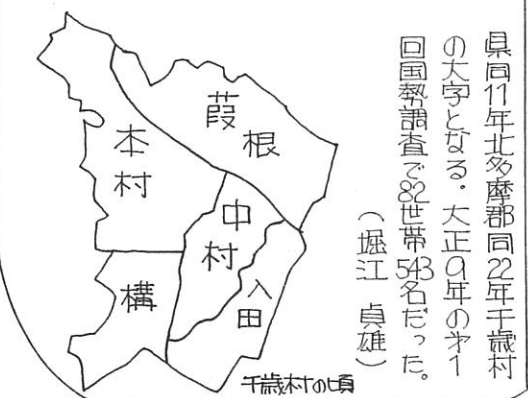 県同11年北多摩郡同22年千歳村
の大字となる。大正9年の才1
回国勢調査で82世帯543名だった。
(堀江 貞雄)
葭根
本村
中村
入田
構
千歳村の頃